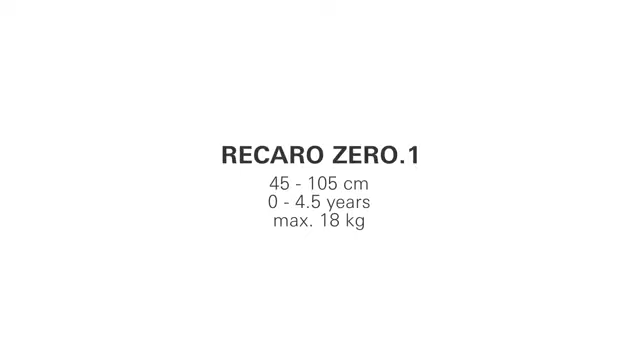 RECARO ZERO.1
45 - 105 cm
0 - 4.5 years
max. 18 kg